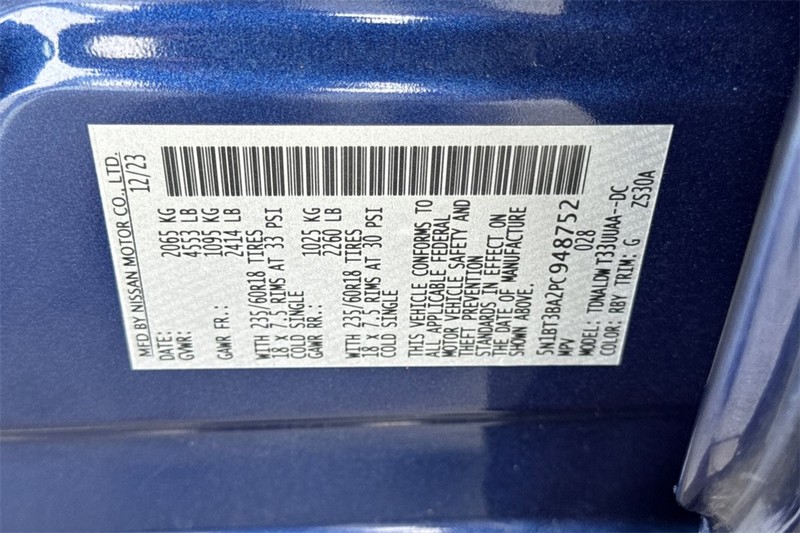 MFD BY NISSAN MOTOR CO., LTD.
DATE: 12/23
GVWR: 2065 KG
4553 LB
GAWR FR.: 1095 KG
2414 LB
WITH 235/60R18 TIRES
18 X 7.5 RIMS AT 33 PSI
COLD SINGLE
GAWR RR.: 1025 KG
2260 LB
WITH 235/60R18 TIRES
18 X 7.5 RIMS AT 30 PSI
COLD SINGLE
THIS VEHICLE CONFORMS TO
ALL APPLICABLE FEDERAL
MOTOR VEHICLE SAFETY AND
THEFT PREVENTION
STANDARDS IN EFFECT ON
THE DATE OF MANUFACTURE
SHOWN ABOVE.
5N1BT3BA2PC948752
MPV 028
MODEL: TDNALDW T33UUAA--DC
COLOR: RBY TRIM: G ZS30A